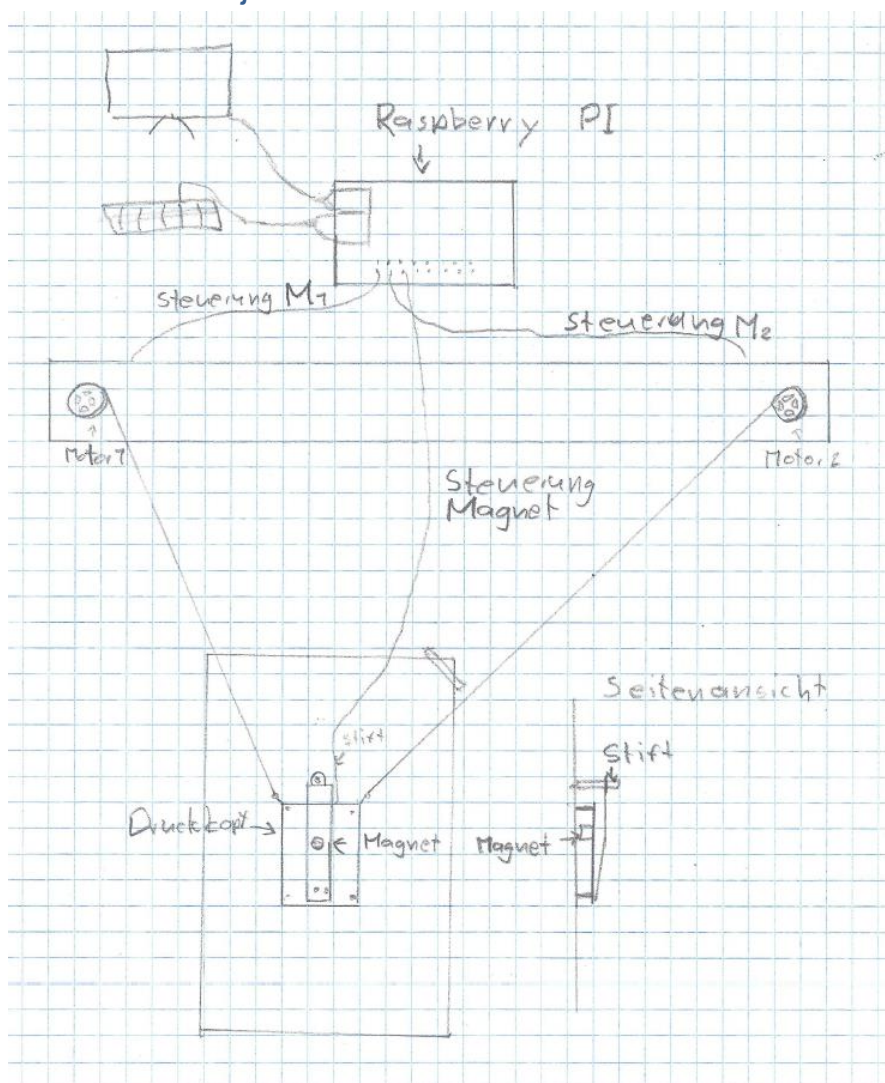 Raspberry PI
Steuerung M1
Steuerung M2
Motor 1
Motor 2
Steuerung
Magnet
Seitenansicht
Stift
Stift
Druckkopf
Magnet
Magnet